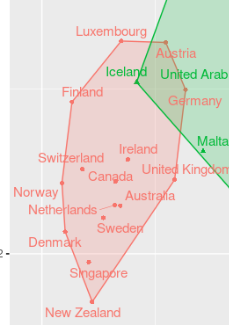 Luxembourg
Austria
Iceland
United Arab
Finland
Germany
Malta
Ireland
Switzerland
Canada
United Kingdom
Norway
Australia
Netherlands
Sweden
Denmark
2
Singapore
New Zealand